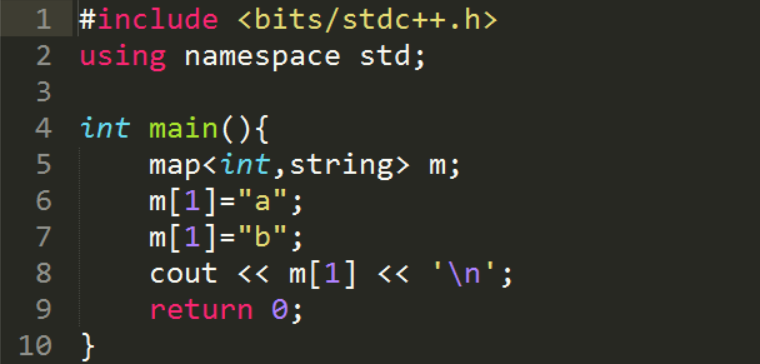 1 #include <bits/stdc++.h>
2 using namespace std;
3
4 int main(){
5     map<int,string> m;
6     m[1]="a";
7     m[1]="b";
8     cout << m[1] << '\n';
9     return 0;
10 }